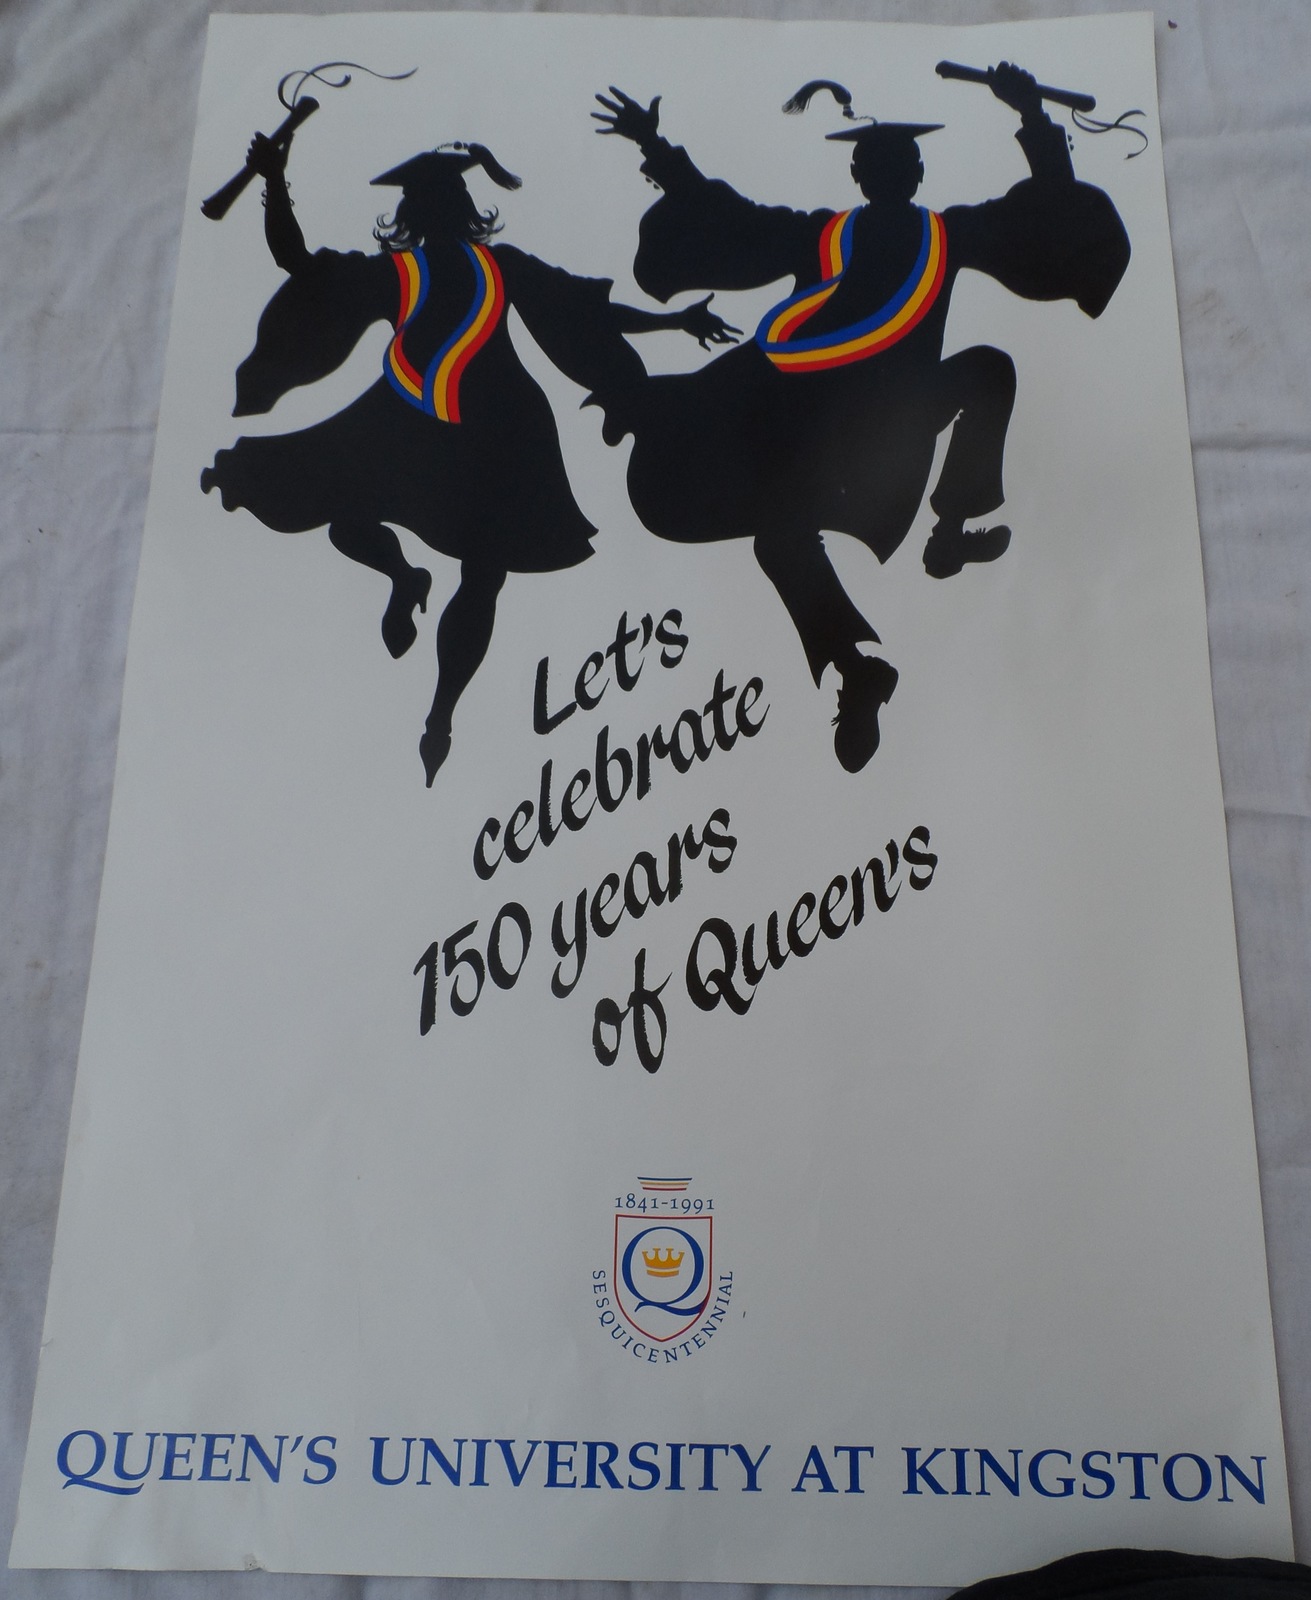 Let's
celebrate
150 years
of Queen's
1841-1991
Q
SESQUICENTENNIAL
QUEEN'S UNIVERSITY AT KINGSTON